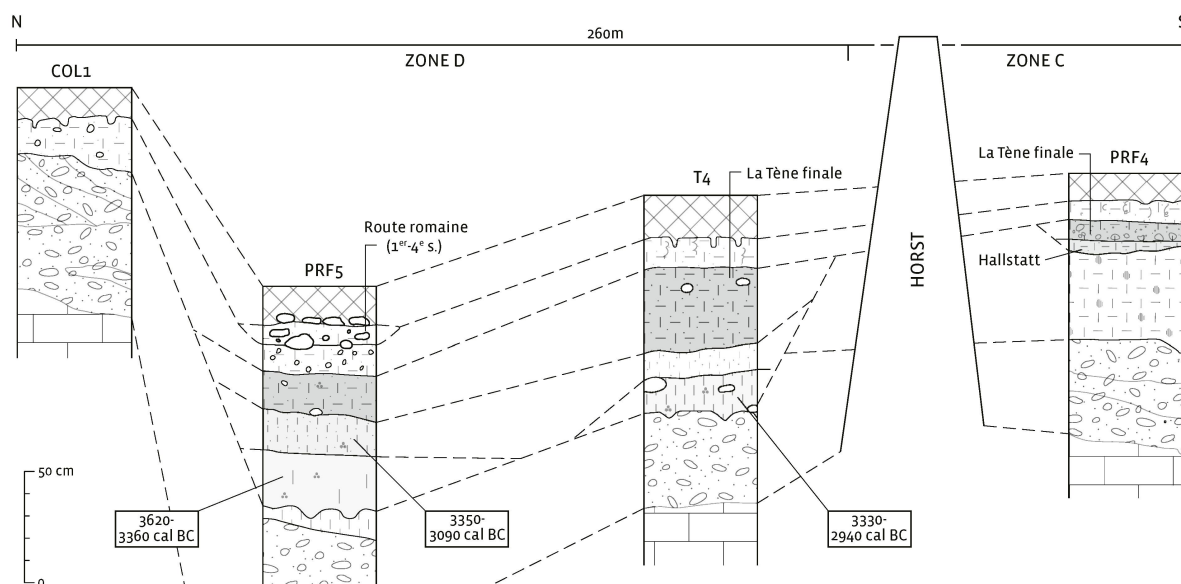 N
260m
S
ZONE D
ZONE C
COL1
La Tène finale
PRF4
T4
La Tène finale
Route romaine
(1er-4e s.)
PRF5
HORST
Hallstatt
50 cm
0
3620-
3360 cal BC
3350-
3090 cal BC
3330-
2940 cal BC